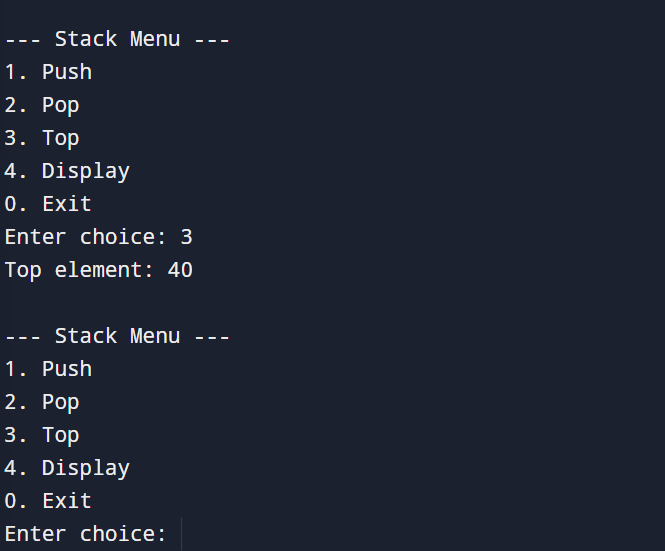 --- Stack Menu ---
1. Push
2. Pop
3. Top
4. Display
0. Exit
Enter choice: 3
Top element: 40

--- Stack Menu ---
1. Push
2. Pop
3. Top
4. Display
0. Exit
Enter choice: